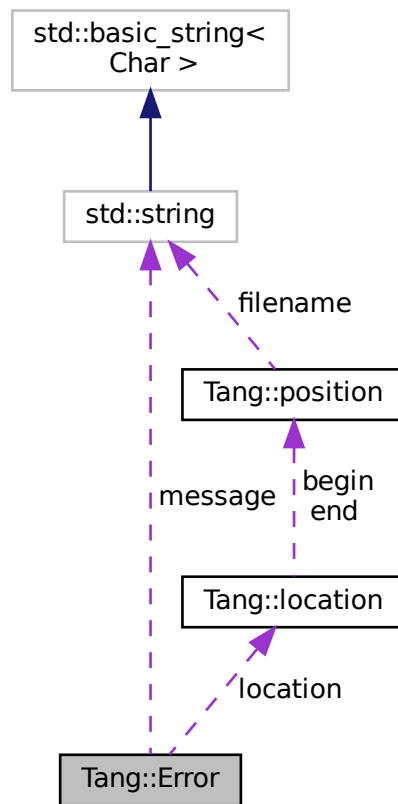 std::basic_string<
Char >
std::string
filename
Tang::position
message
begin
end
Tang::location
location
Tang::Error